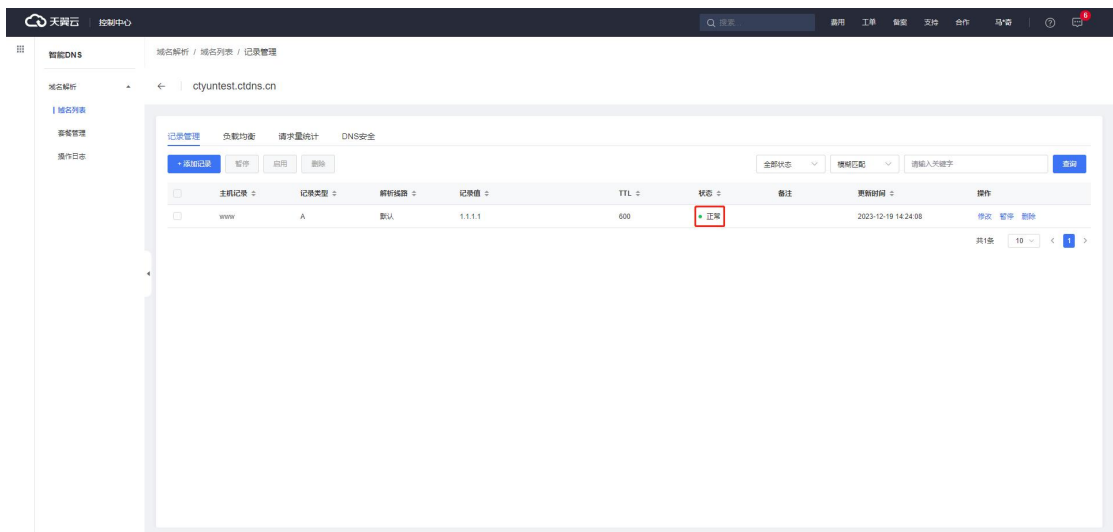 天翼云 控制中心 搜索 费用 工单 备案 支持 合作 马*奇 6
智能DNS
域名解析 / 域名列表 / 记录管理
域名解析
ctyuntest.ctdns.cn
域名列表
套餐管理
操作日志
记录管理 负载均衡 请求量统计 DNS安全
+ 添加记录 暂停 启用 删除 全部状态 模糊匹配 请输入关键字 查询
主机记录 记录类型 解析线路 记录值 TTL 状态 备注 更新时间 操作
www A 默认 1.1.1.1 600 正常 2023-12-19 14:24:08 修改 暂停 删除
共1条 10 1